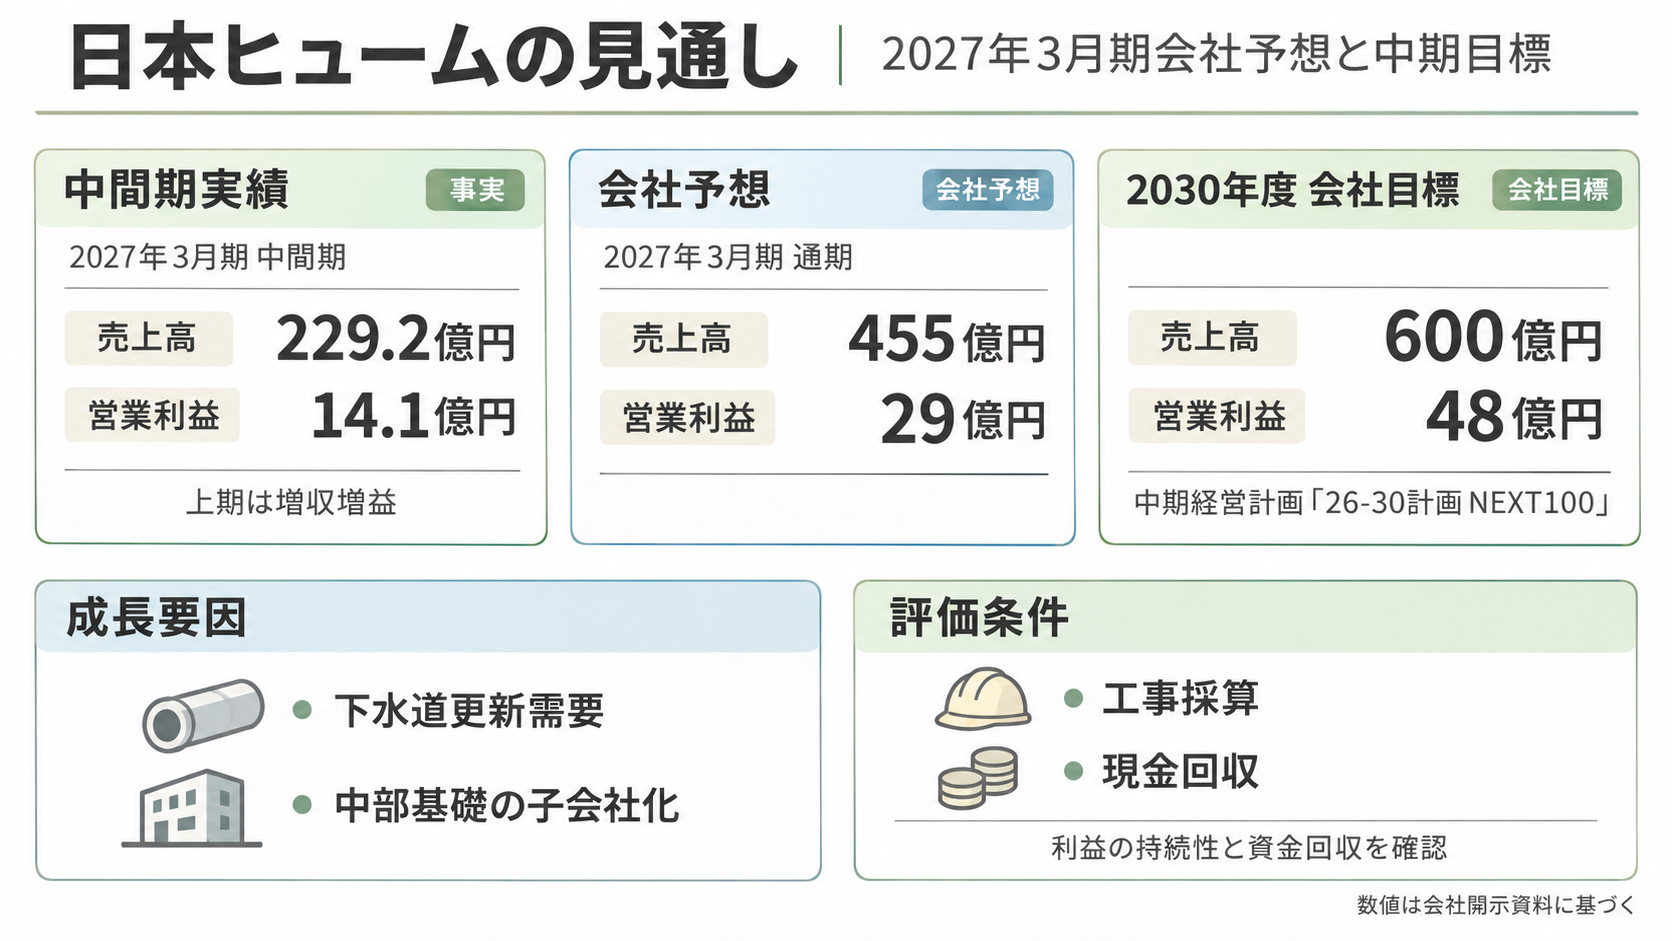 日本ヒュームの見通し
2027年3月期会社予想と中期目標
中間期実績
事実
2027年3月期 中間期
売上高
229.2億円
営業利益
14.1億円
上期は増収増益
会社予想
会社予想
2027年3月期 通期
売上高
455億円
営業利益
29億円
2030年度 会社目標
会社目標
売上高
600億円
営業利益
48億円
中期経営計画「26-30計画 NEXT100」
成長要因
● 下水道更新需要
● 中部基礎の子会社化
評価条件
● 工事採算
● 現金回収
利益の持続性と資金回収を確認
数値は会社開示資料に基づく